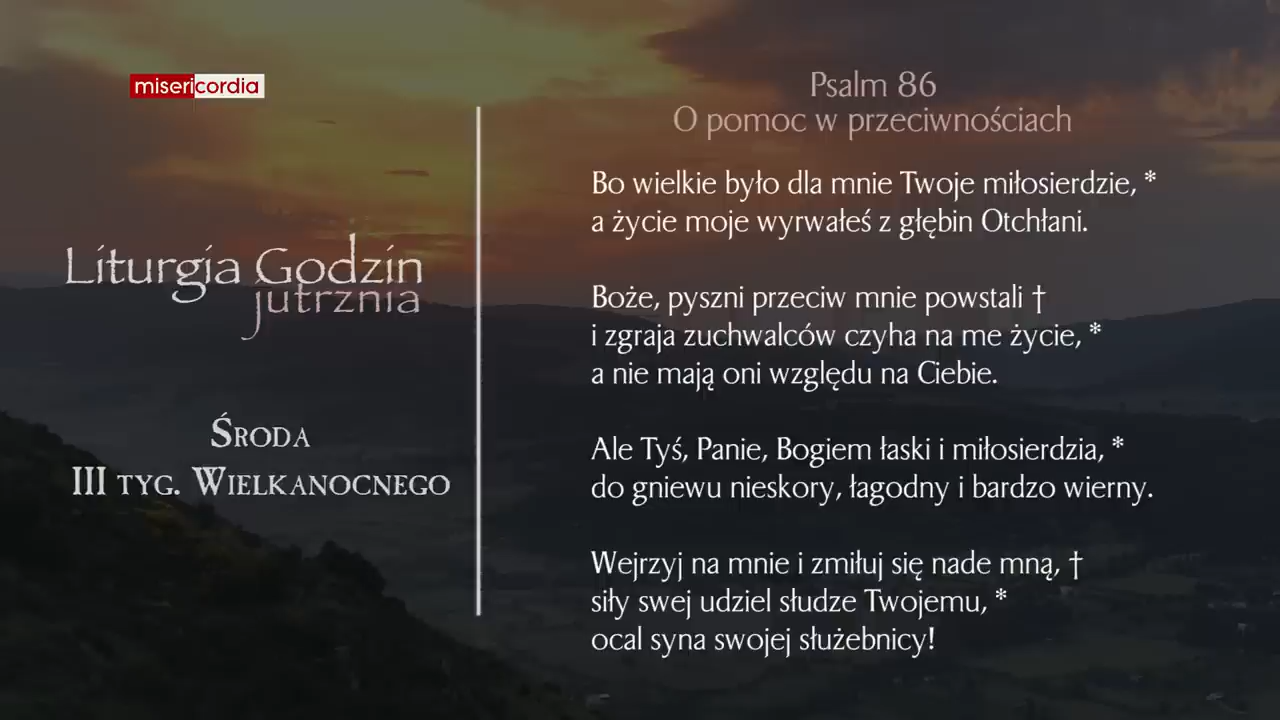 misericordia
Liturgia Godzin
jutrznia
Środa
III tyg. Wielkanocnego
Psalm 86
O pomoc w przeciwnościach
Bo wielkie było dla mnie Twoje miłosierdzie, *
a życie moje wyrwałeś z głębin Otchłani.
Boże, pyszni przeciw mnie powstali †
i zgraja zuchwalców czyha na me życie, *
a nie mają oni względu na Ciebie.
Ale Tyś, Panie, Bogiem łaski i miłosierdzia, *
do gniewu nieskory, łagodny i bardzo wierny.
Wejrzyj na mnie i zmiłuj się nade mną, †
siły swej udziel słudze Twojemu, *
ocal syna swojej służebnicy!